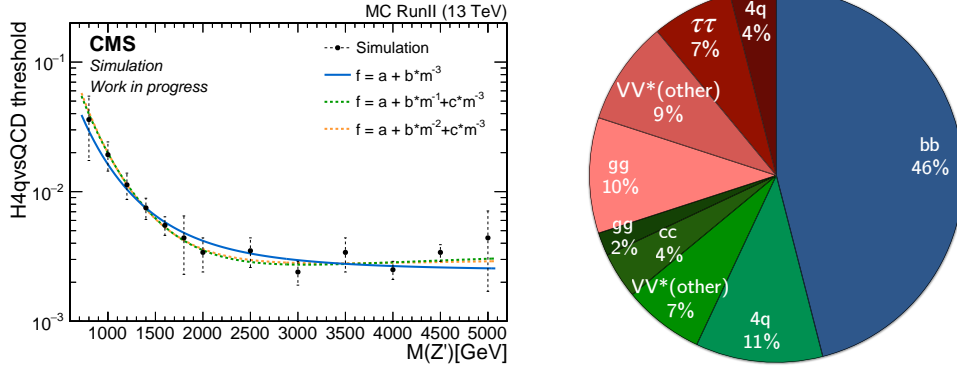 MC RunII (13 TeV)
H4qvsQCD threshold
CMS
Simulation
Work in progress
Simulation
f = a + b*m⁻³
f = a + b*m⁻¹+c*m⁻³
f = a + b*m⁻²+c*m⁻³
10⁻¹
10⁻²
10⁻³
1000 1500 2000 2500 3000 3500 4000 4500 5000
M(Z')[GeV]
4q
4%
ττ
7%
VV*(other)
9%
gg
10%
gg
2%
cc
4%
VV*(other)
7%
4q
11%
bb
46%